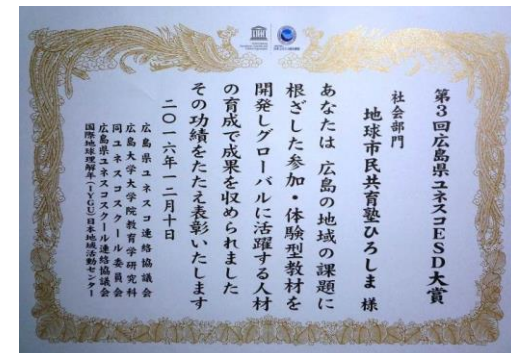 第3回広島県ユネスコESD大賞
社会部門
地球市民共育塾ひろしま 様
あなたは 広島の地域の課題に
根ざした参加・体験型教材を
開発しグローバルに活躍する人材
の育成で成果を収められました
その功績をたたえ表彰いたします
二〇一六年一二月十日
広島県ユネスコ連絡協議会
広島大学大学院教育学研究科
同ユネスコスクール委員会
広島県ユネスコスクール連絡協議会
国際地球理解年(IYGU)日本地域活動センター